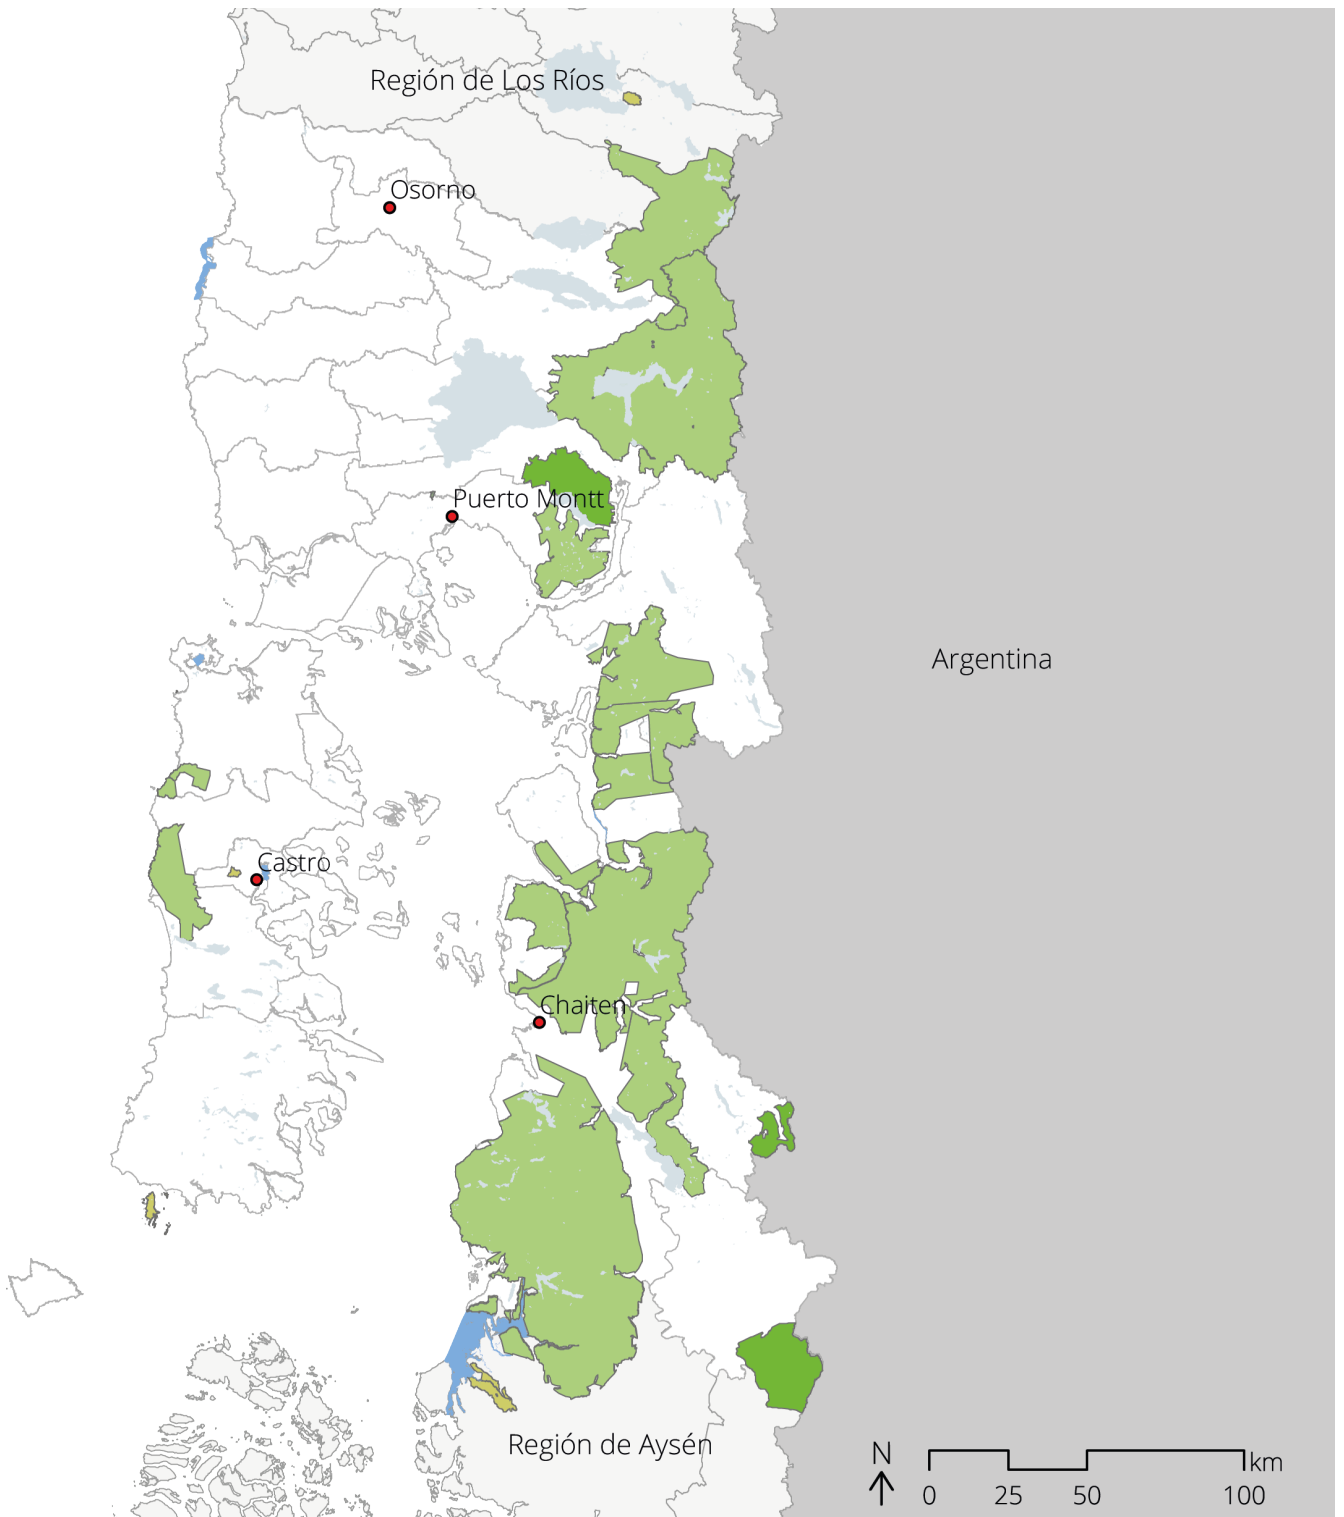 Región de Los Ríos
Osorno
Puerto Montt
Argentina
Castro
Chaiten
Región de Aysén
N
km
0 25 50 100